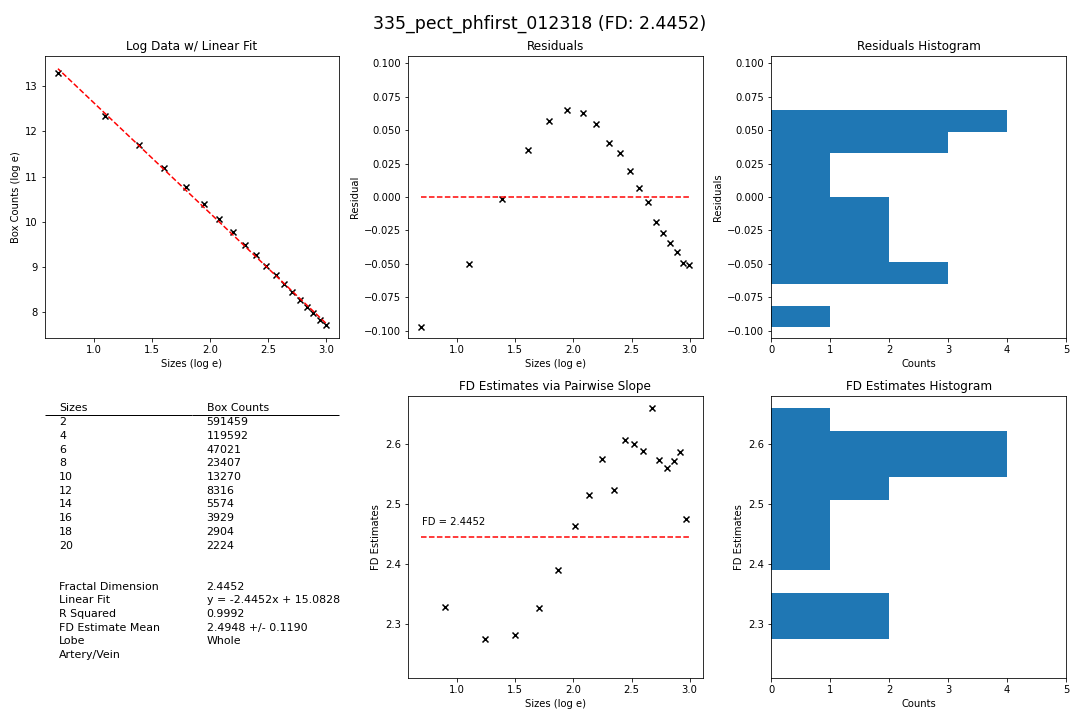 335_pect_phfirst_012318 (FD: 2.4452)
Log Data w/ Linear Fit
Box Counts (log e)
13
12
11
10
9
8
1.0 1.5 2.0 2.5 3.0
Sizes (log e)
Residuals
Residual
0.100
0.075
0.050
0.025
0.000
−0.025
−0.050
−0.075
−0.100
1.0 1.5 2.0 2.5 3.0
Sizes (log e)
Residuals Histogram
Residuals
0.100
0.075
0.050
0.025
0.000
−0.025
−0.050
−0.075
−0.100
0 1 2 3 4 5
Counts
Sizes Box Counts
2 591459
4 119592
6 47021
8 23407
10 13270
12 8316
14 5574
16 3929
18 2904
20 2224
Fractal Dimension 2.4452
Linear Fit y = -2.4452x + 15.0828
R Squared 0.9992
FD Estimate Mean 2.4948 +/- 0.1190
Lobe Whole
Artery/Vein
FD Estimates via Pairwise Slope
FD Estimates
2.6
2.5
2.4
2.3
FD = 2.4452
1.0 1.5 2.0 2.5 3.0
Sizes (log e)
FD Estimates Histogram
FD Estimates
2.6
2.5
2.4
2.3
0 1 2 3 4 5
Counts